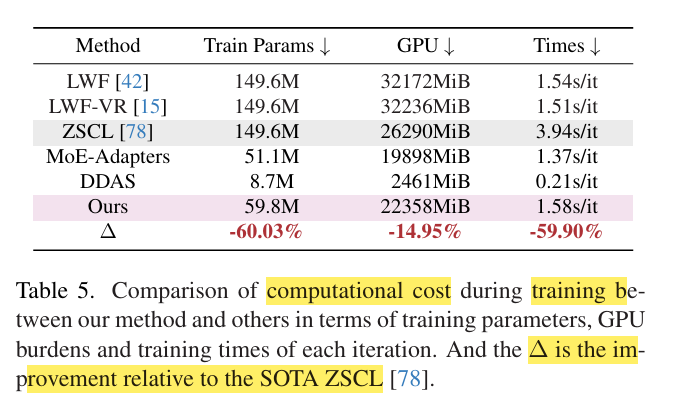 Method Train Params ↓ GPU ↓ Times ↓
LWF [42] 149.6M 32172MiB 1.54s/it
LWF-VR [15] 149.6M 32236MiB 1.51s/it
ZSCL [78] 149.6M 26290MiB 3.94s/it
MoE-Adapters 51.1M 19898MiB 1.37s/it
DDAS 8.7M 2461MiB 0.21s/it
Ours 59.8M 22358MiB 1.58s/it
Δ -60.03% -14.95% -59.90%
Table 5. Comparison of computational cost during training be-
tween our method and others in terms of training parameters, GPU
burdens and training times of each iteration. And the Δ is the im-
provement relative to the SOTA ZSCL [78].